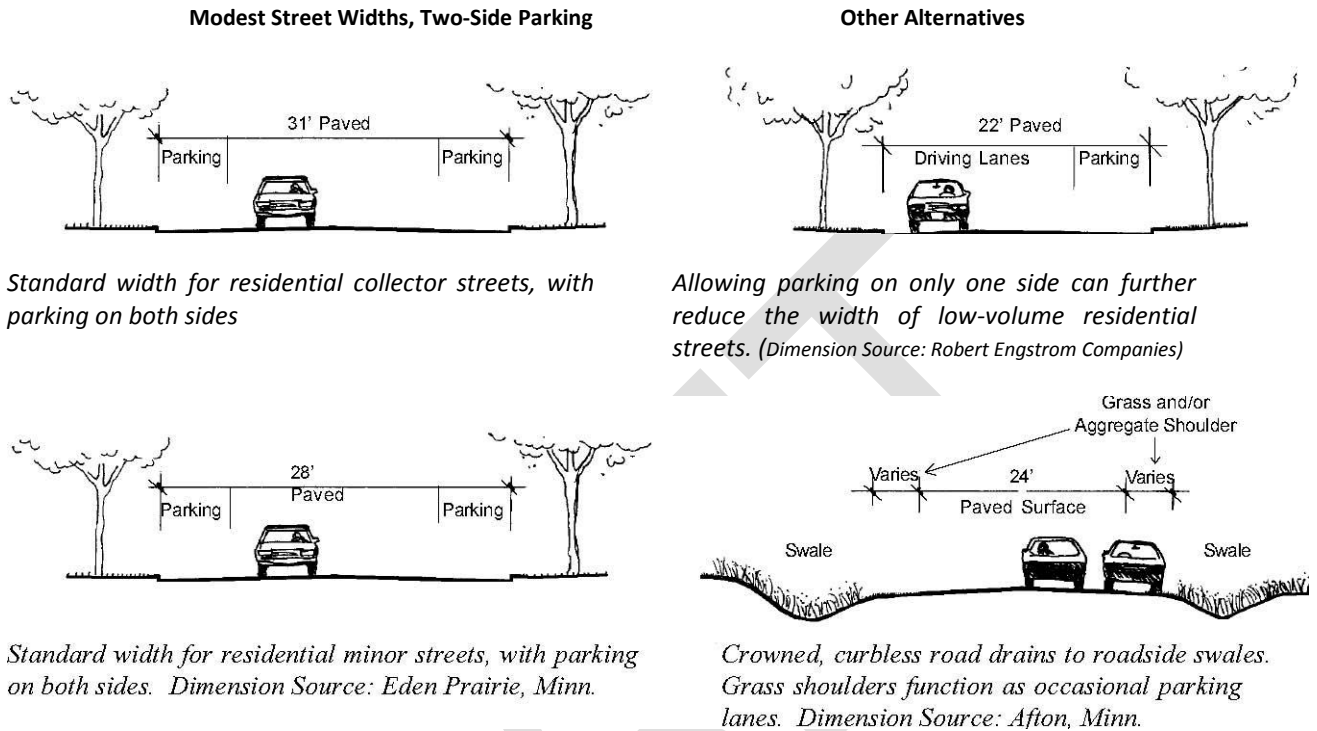 Modest Street Widths, Two-Side Parking
31' Paved
Parking
Parking
Standard width for residential collector streets, with
parking on both sides
28'
Paved
Parking
Parking
Standard width for residential minor streets, with parking
on both sides. Dimension Source: Eden Prairie, Minn.
Other Alternatives
22' Paved
Driving Lanes
Parking
Allowing parking on only one side can further
reduce the width of low-volume residential
streets. (Dimension Source: Robert Engstrom Companies)
Grass and/or
Aggregate Shoulder
Varies
24'
Varies
Paved Surface
Swale
Swale
Crowned, curbless road drains to roadside swales.
Grass shoulders function as occasional parking
lanes. Dimension Source: Afton, Minn.